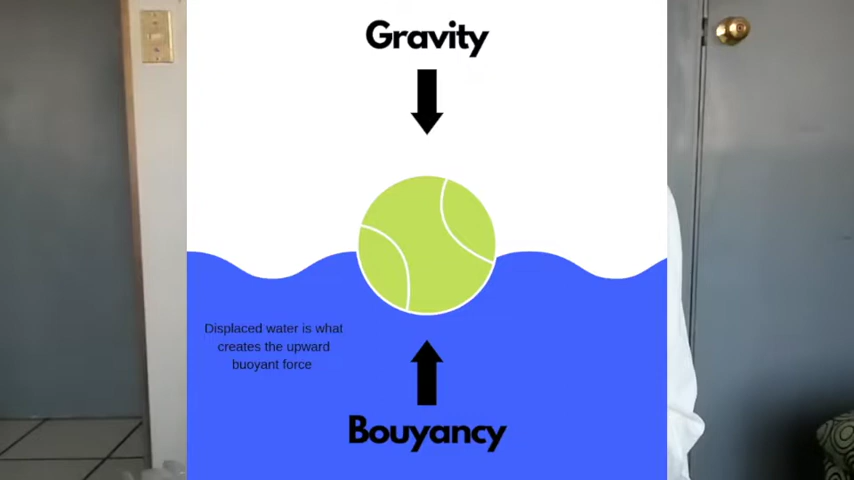 Gravity
Displaced water is what
creates the upward
buoyant force
Bouyancy